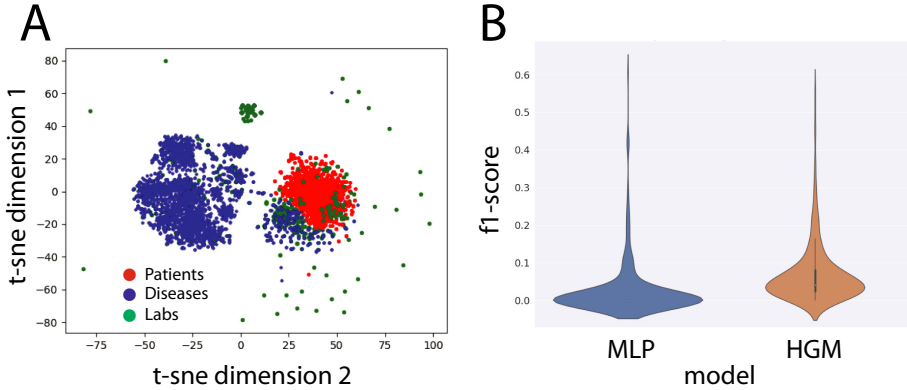 A
80
60
40
20
0
−20
−40
−60
−80
−75
−50
−25
0
25
50
75
100
t-sne dimension 1
t-sne dimension 2
Patients
Diseases
Labs
B
0.6
0.5
0.4
0.3
0.2
0.1
0.0
f1-score
MLP
HGM
model